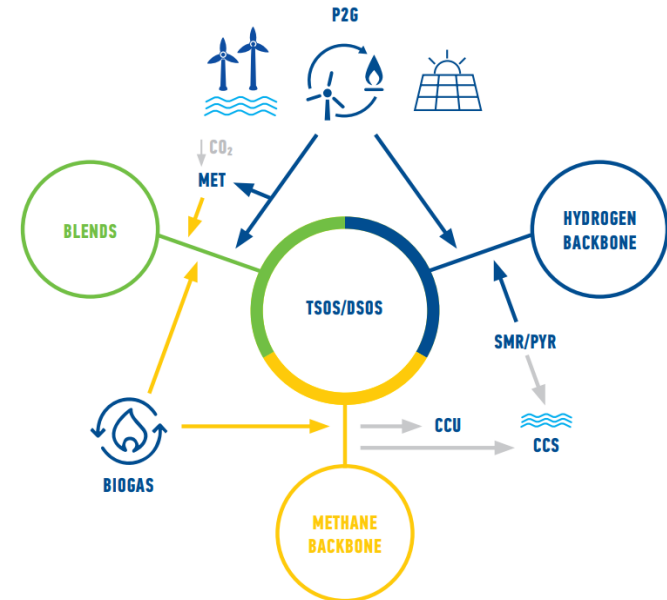 P2G
CO₂
MET
BLENDS
HYDROGEN
BACKBONE
TSOS/DSOS
SMR/PYR
CCU
CCS
BIOGAS
METHANE
BACKBONE